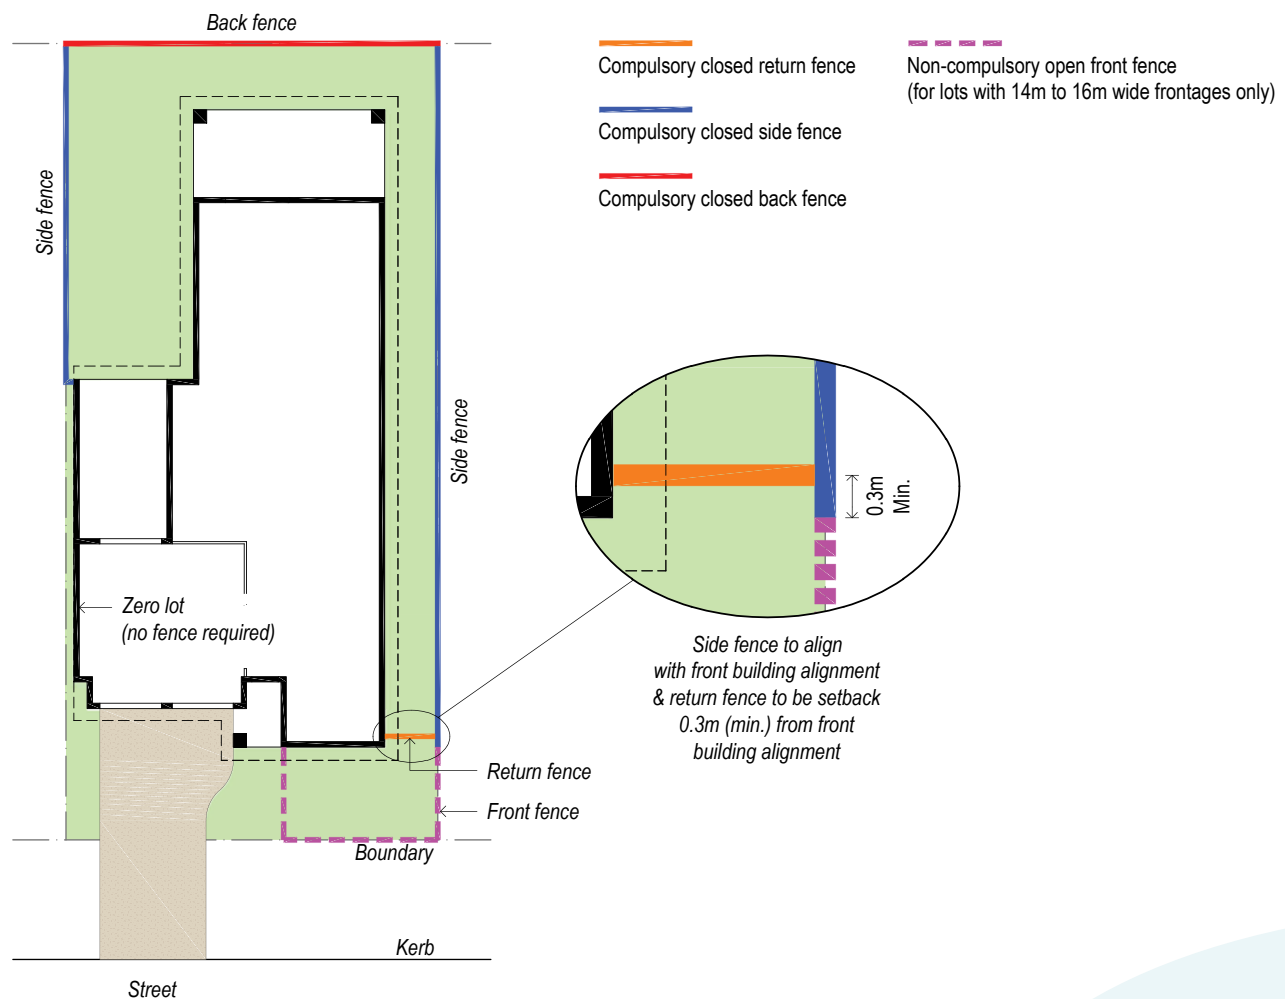 Back fence
Compulsory closed return fence
Compulsory closed side fence
Compulsory closed back fence
Non-compulsory open front fence
(for lots with 14m to 16m wide frontages only)
Side fence
Side fence
0.3m
Min.
Zero lot
(no fence required)
Side fence to align
with front building alignment
& return fence to be setback
0.3m (min.) from front
building alignment
Return fence
Front fence
Boundary
Kerb
Street